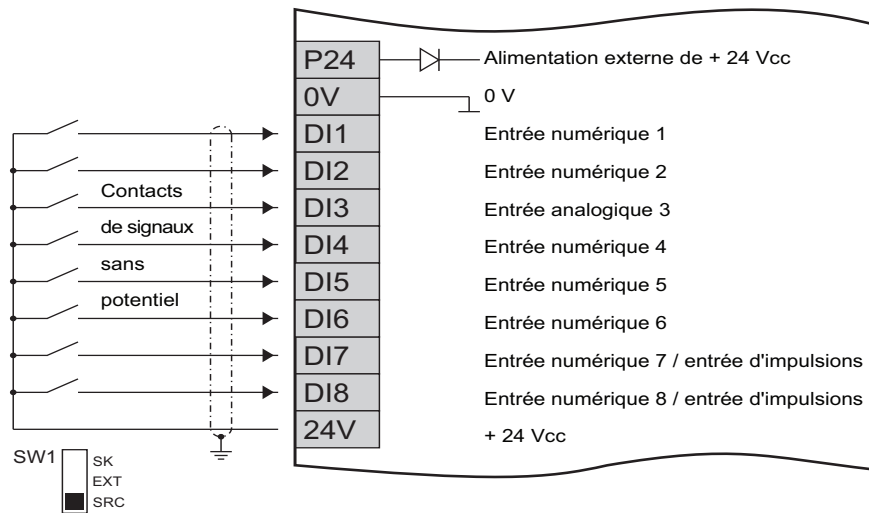 P24 Alimentation externe de + 24 Vcc
0V 0 V
DI1 Entrée numérique 1
DI2 Entrée numérique 2
Contacts DI3 Entrée analogique 3
de signaux DI4 Entrée numérique 4
sans DI5 Entrée numérique 5
potentiel DI6 Entrée numérique 6
DI7 Entrée numérique 7 / entrée d'impulsions
DI8 Entrée numérique 8 / entrée d'impulsions
24V + 24 Vcc
SW1 SK
EXT
SRC